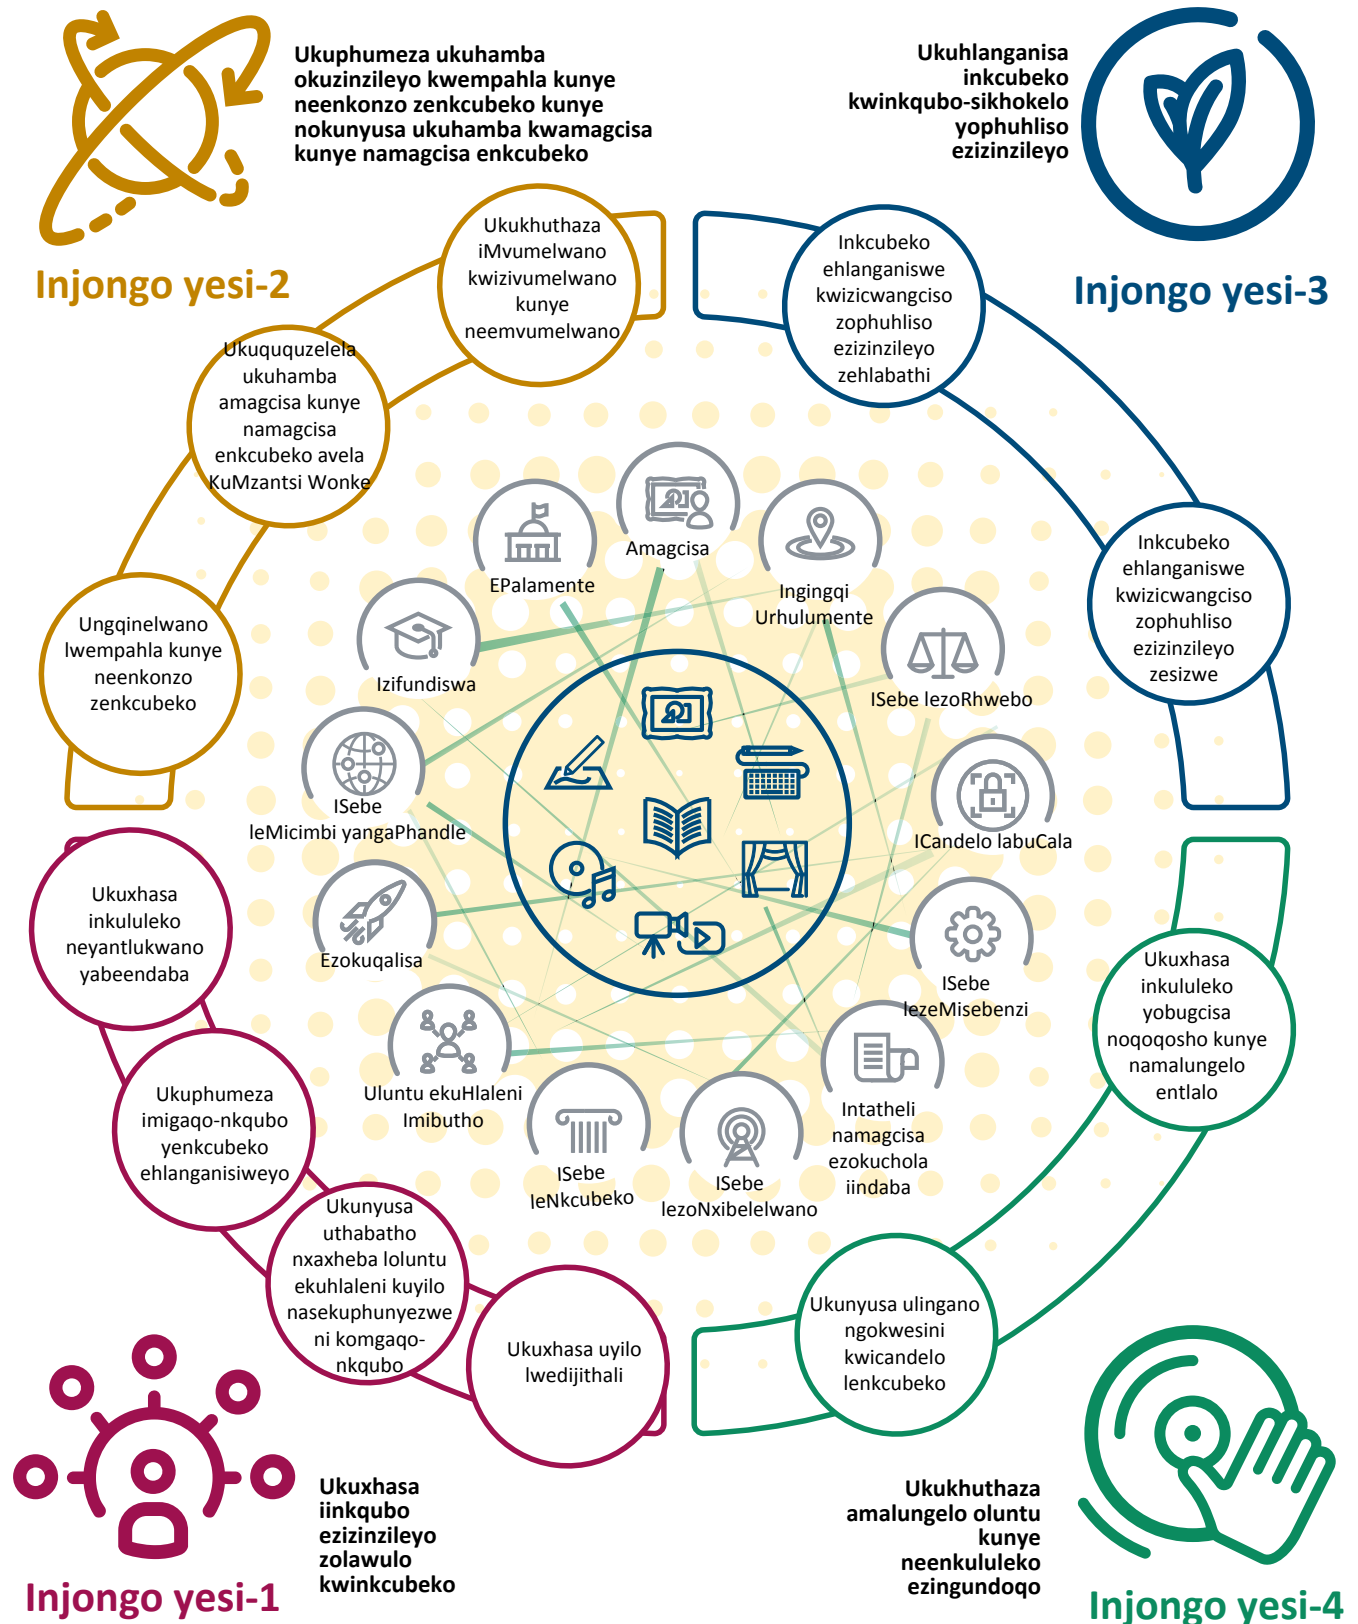 Ukuphumeza ukuhamba
okuzinzileyo kwempahla kunye
neenkonzo zenkcubeko kunye
nokunyusa ukuhamba kwamagcisa
kunye namagcisa enkcubeko
Injongo yesi-2
Ukuhlanganisa
inkcubeko
kwinkqubo-sikhokelo
yophuhliso
ezizinzileyo
Injongo yesi-3
Ukukhuthaza
iMvumelwano
kwizivumelwano
kunye
neemvumelwano
Ukuququzelela
ukuhamba
amagcisa kunye
namagcisa
enkcubeko avela
KuMzantsi Wonke
Ungqinelwano
lwempahla kunye
neenkonzo
zenkcubeko
Inkcubeko
ehlanganiswe
kwizicwangciso
zophuhliso
ezizinzileyo
zehlabathi
Inkcubeko
ehlanganiswe
kwizicwangciso
zophuhliso
ezizinzileyo
zesizwe
Amagcisa
EPalamente
Ingingqi
Urhulumente
Izifundiswa
ISebe lezoRhwebo
ISebe
leMicimbi yangaPhandle
ICandelo labuCala
Ezokuqalisa
ISebe
lezeMisebenzi
Uluntu ekuHlaleni
Imibutho
ISebe
leNkcubeko
ISebe
lezoNxibelelwano
Intatheli
namagcisa
ezokuchola
iindaba
Ukuxhasa
inkululeko
neyantlukwano
yabeendaba
Ukuphumeza
imigaqo-nkqubo
yenkcubeko
ehlanganisiweyo
Ukunyusa
uthabatho
nxaxheba loluntu
ekuhlaleni kuyilo
nasekuphunyezwe
ni komgaqo-
nkqubo
Ukuxhasa uyilo
lwedijithali
Ukuxhasa
inkululeko
yobugcisa
noqoqosho kunye
namalungelo
entlalo
Ukunyusa ulingano
ngokwesini
kwicandelo
lenkcubeko
Ukuxhasa
iinkqubo
ezizinzileyo
zolawulo
kwinkcubeko
Injongo yesi-1
Ukukhuthaza
amalungelo oluntu
kunye
neenkululeko
ezingundoqo
Injongo yesi-4